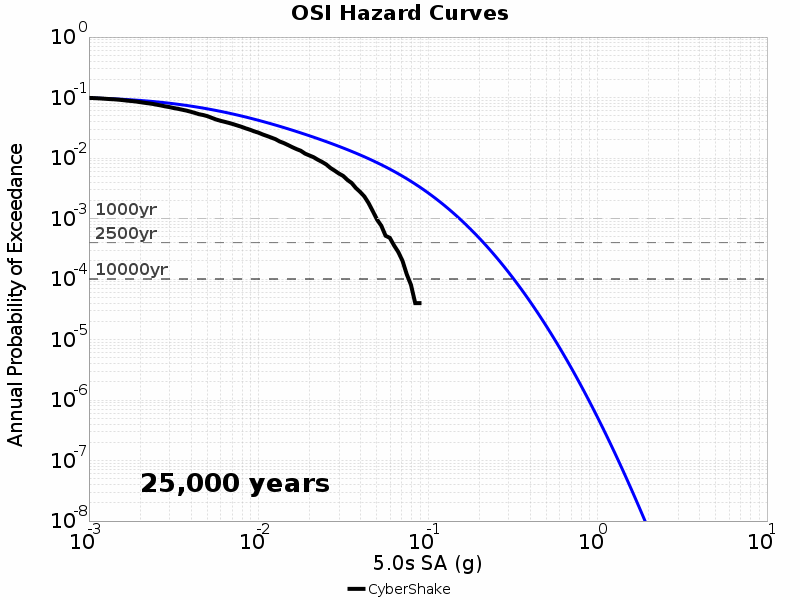 OSI Hazard Curves
Annual Probability of Exceedance
10^0
10^-1
10^-2
10^-3
10^-4
10^-5
10^-6
10^-7
10^-8
1000yr
2500yr
10000yr
25,000 years
10^-3 10^-2 10^-1 10^0 10^1
5.0s SA (g)
CyberShake